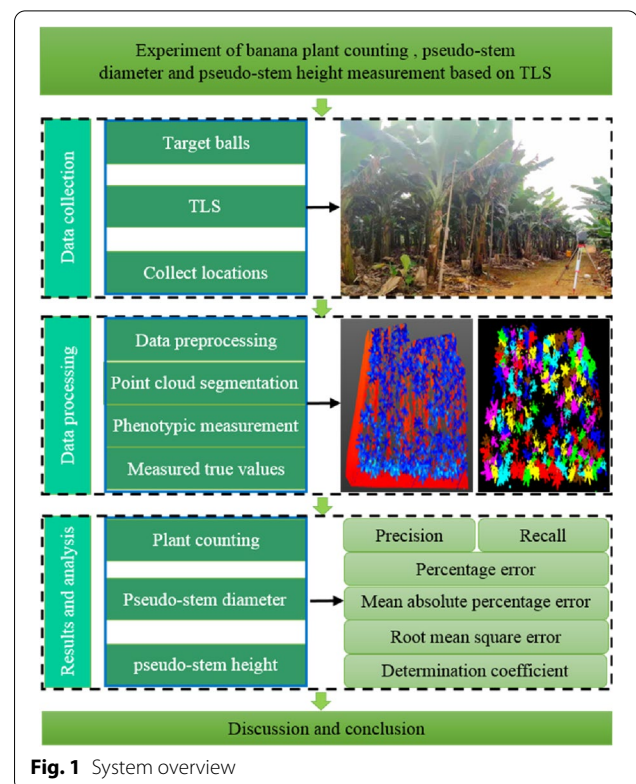 Experiment of banana plant counting , pseudo-stem
diameter and pseudo-stem height measurement based on TLS
Data collection
Target balls
TLS
Collect locations
Data processing
Data preprocessing
Point cloud segmentation
Phenotypic measurement
Measured true values
Results and analysis
Plant counting
Pseudo-stem diameter
pseudo-stem height
Precision
Recall
Percentage error
Mean absolute percentage error
Root mean square error
Determination coefficient
Discussion and conclusion
Fig. 1 System overview